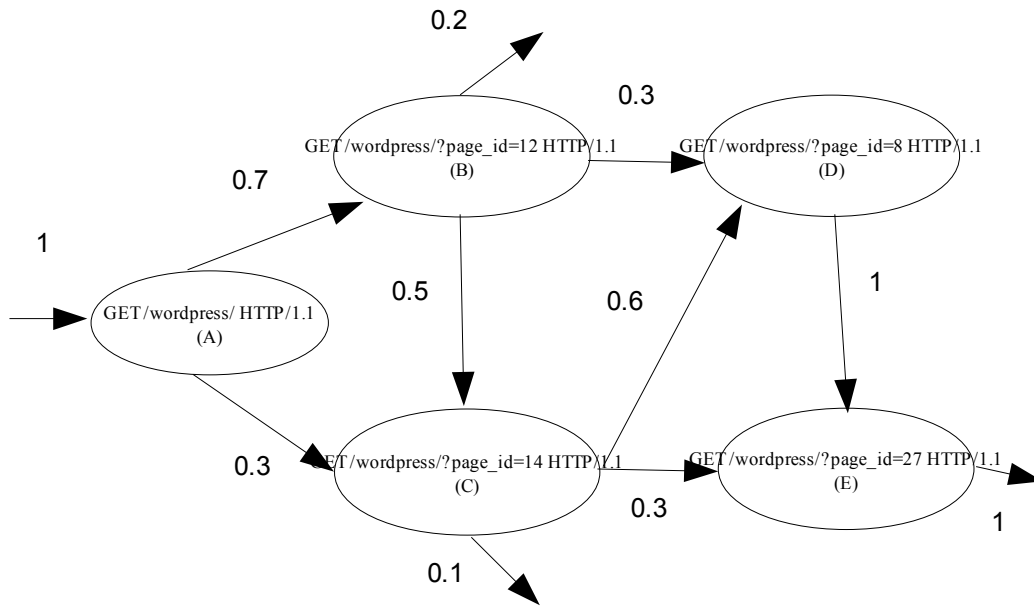 0.2
0.3
GET /wordpress/?page_id=12 HTTP/1.1
(B)
GET /wordpress/?page_id=8 HTTP/1.1
(D)
0.7
1
0.5
0.6
1
GET /wordpress/ HTTP/1.1
(A)
0.3
GET /wordpress/?page_id=14 HTTP/1.1
(C)
GET /wordpress/?page_id=27 HTTP/1.1
(E)
0.3
1
0.1